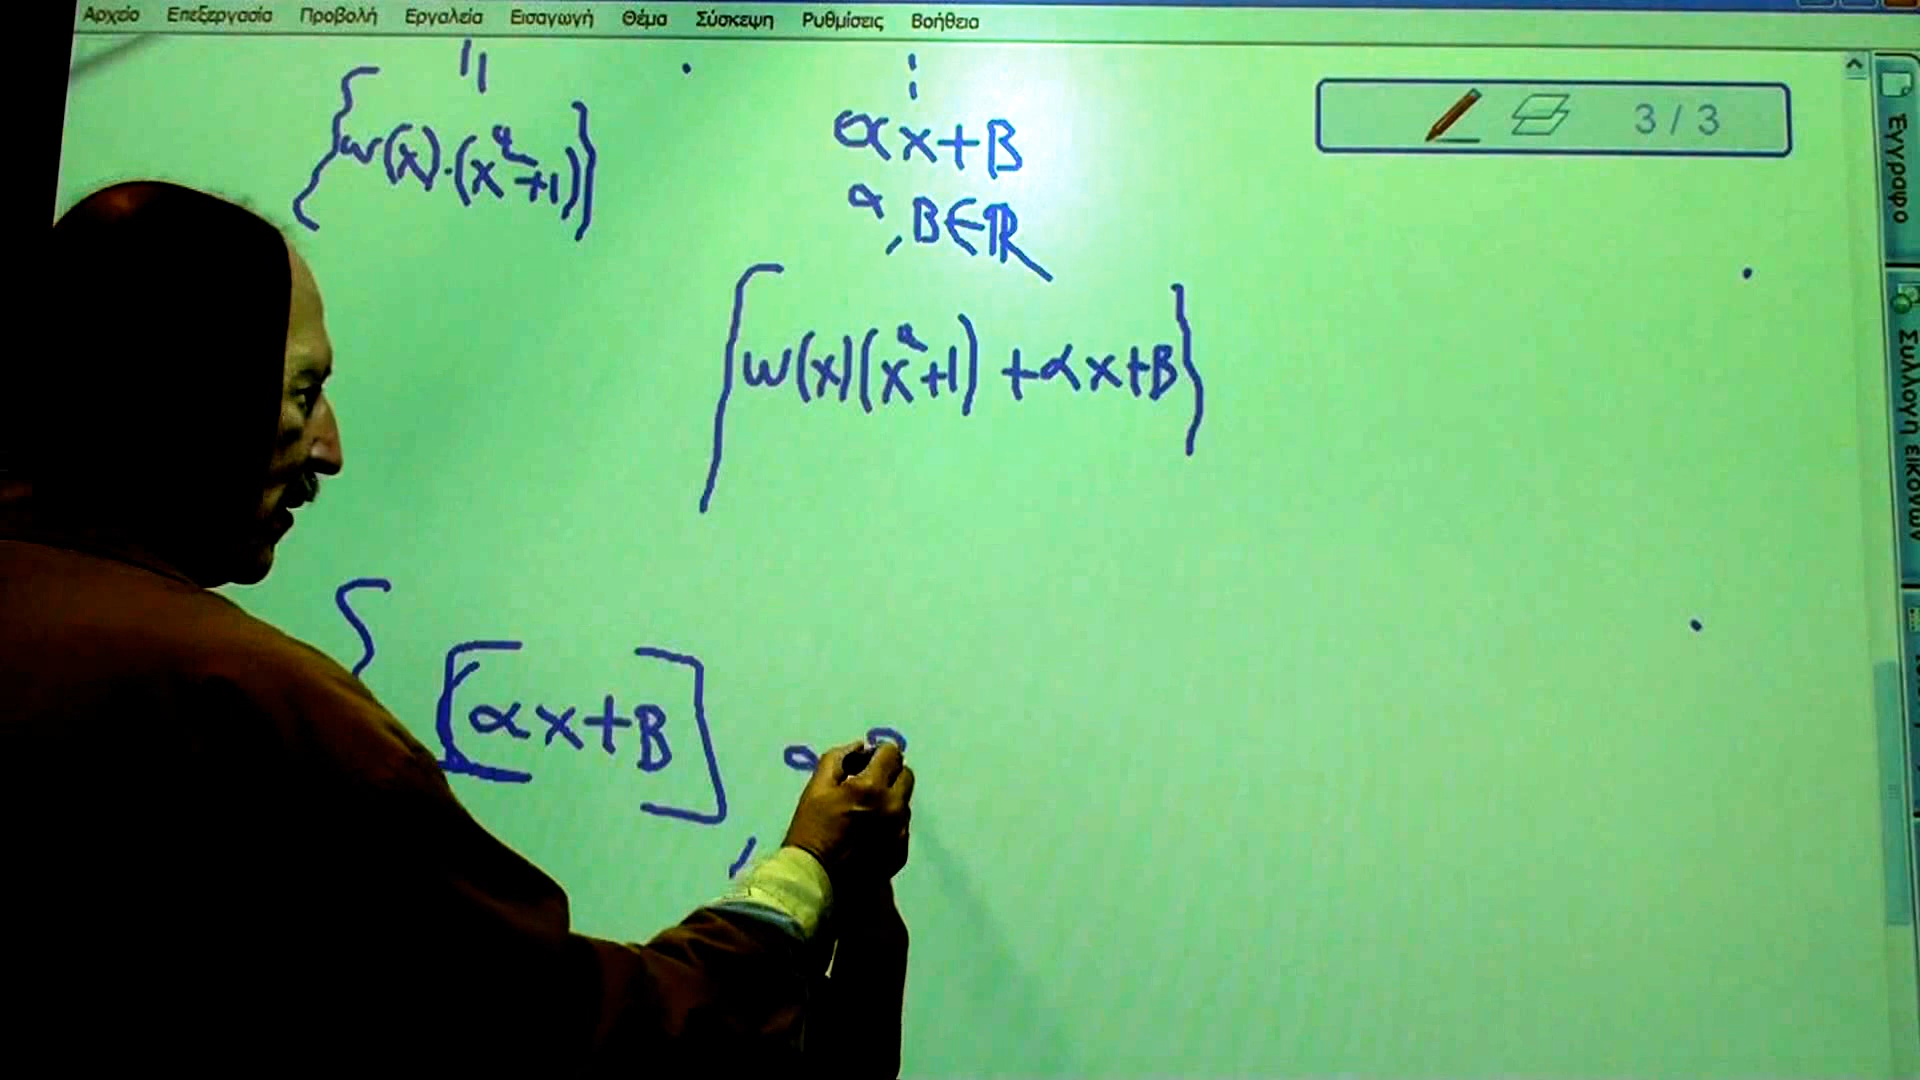 Αρχείο Επεξεργασία Προβολή Εργαλεία Εισαγωγή Θέμα Σύσκεψη Ρυθμίσεις Βοήθεια
{w(x)·(x²+1)}
αx+β
α, β∈ℝ
3 / 3
Έγγραφο
{w(x)(x²+1) + αx+β}
Συλλογή εικόνων
{ [αx+β] , α